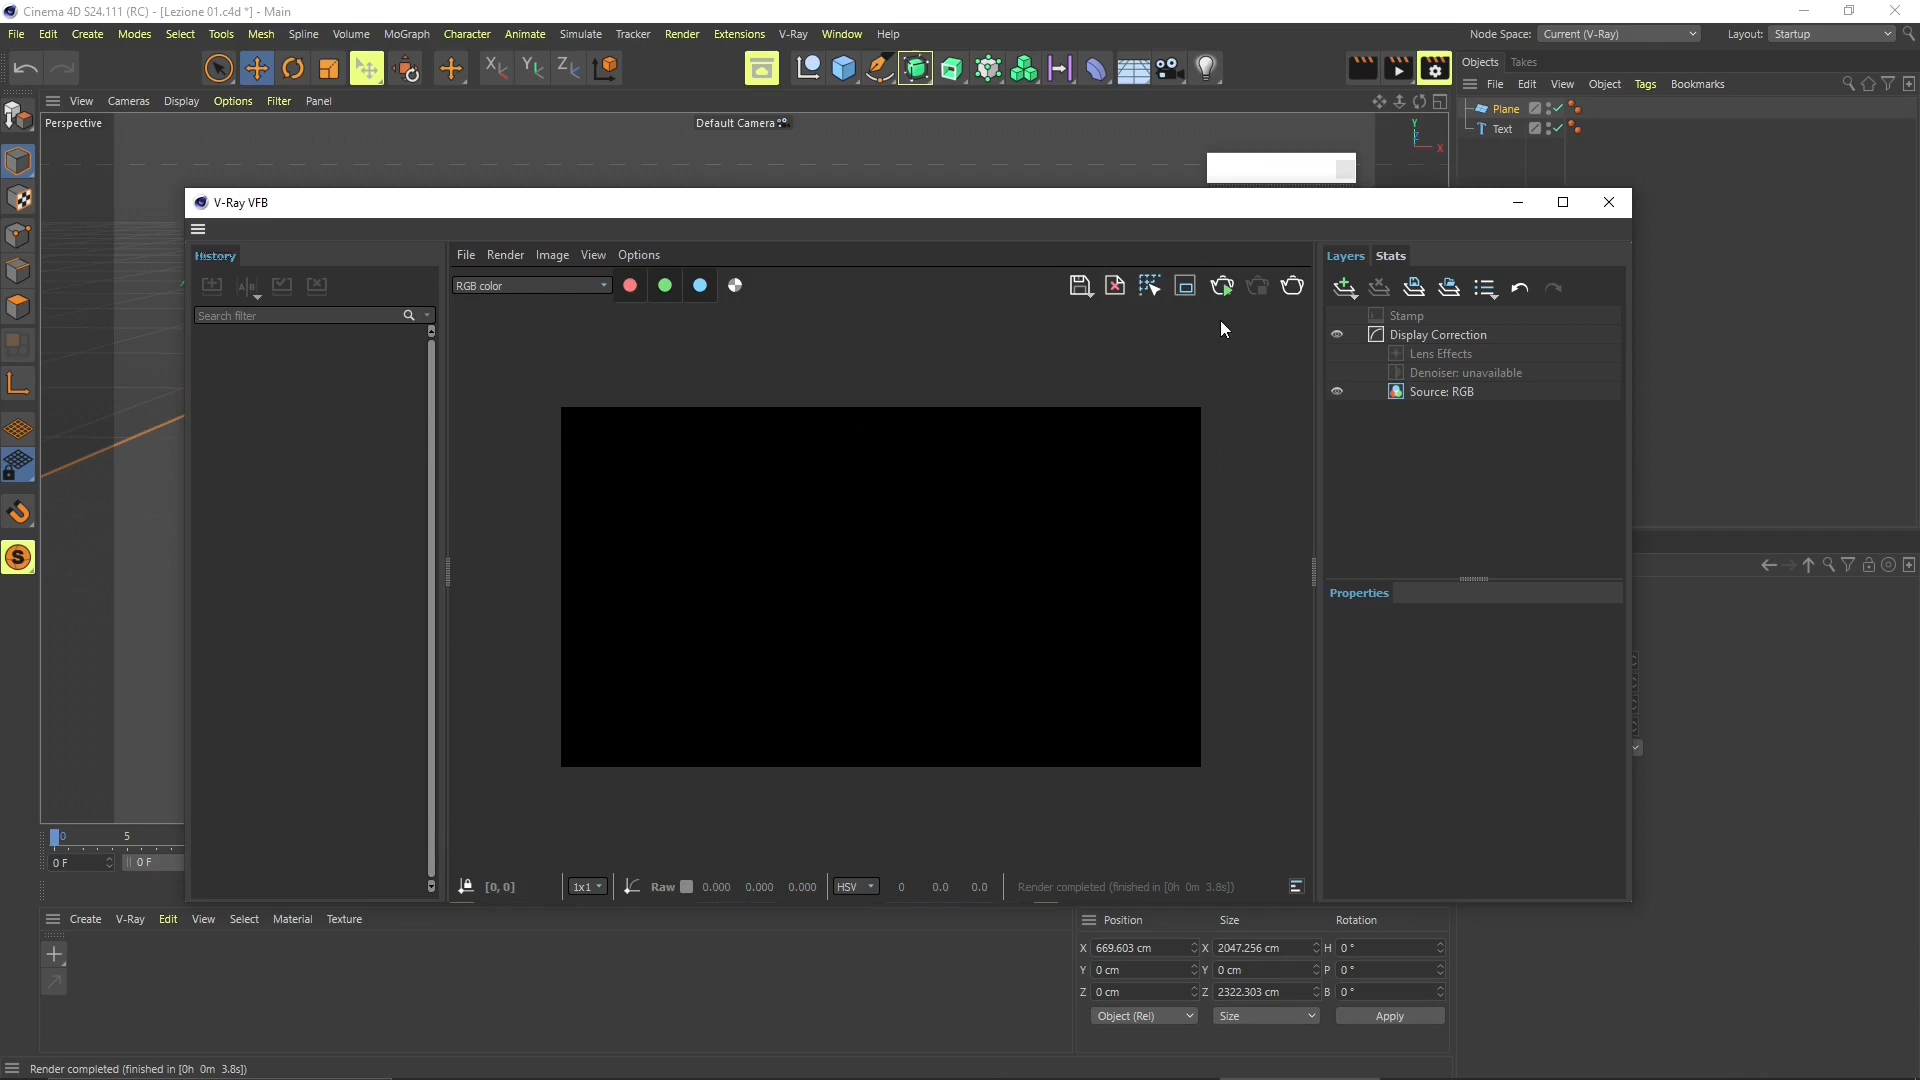 Cinema 4D S24.111 (RC) - [Lezione 01.c4d *] - Main
File Edit Create Modes Select Tools Mesh Spline Volume MoGraph Character Animate Simulate Tracker Render Extensions V-Ray Window Help
Node Space: Current (V-Ray) Layout: Startup
Objects Takes
File Edit View Object Tags Bookmarks
Plane
Text
View Cameras Display Options Filter Panel
Perspective
Default Camera
V-Ray VFB
History
Search filter
File Render Image View Options
RGB color
Layers Stats
Stamp
Display Correction
Lens Effects
Denoiser: unavailable
Source: RGB
Properties
[0, 0] 1x1 Raw 0.000 0.000 0.000 HSV 0 0.0 0.0 Render completed (finished in [0h 0m 3.8s])
0 5
0 F 0 F
Create V-Ray Edit View Select Material Texture
Position Size Rotation
X 669.603 cm X 2047.256 cm H 0 °
Y 0 cm Y 0 cm P 0 °
Z 0 cm Z 2322.303 cm B 0 °
Object (Rel) Size Apply
Render completed (finished in [0h 0m 3.8s])